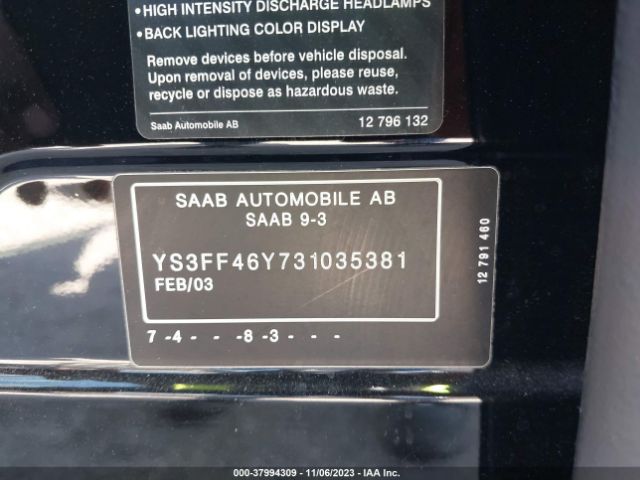 • HIGH INTENSITY DISCHARGE HEADLAMPS
• BACK LIGHTING COLOR DISPLAY
Remove devices before vehicle disposal.
Upon removal of devices, please reuse,
recycle or dispose as hazardous waste.
Saab Automobile AB 12 796 132
SAAB AUTOMOBILE AB
SAAB 9-3
YS3FF46Y731035381
FEB/03
7 -4 - - -8 -3 - - -
12 791 460
000-37994309 - 11/06/2023 - IAA Inc.